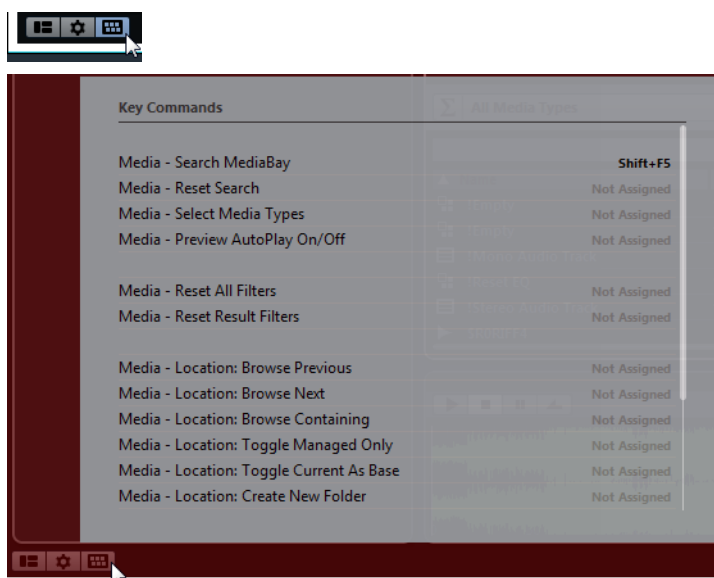 Key Commands
All Media Types
Media - Search MediaBay Shift+F5
Media - Reset Search Not Assigned
Media - Select Media Types Not Assigned
Media - Preview AutoPlay On/Off Not Assigned
Media - Reset All Filters Not Assigned
Media - Reset Result Filters Not Assigned
Media - Location: Browse Previous Not Assigned
Media - Location: Browse Next Not Assigned
Media - Location: Browse Containing Not Assigned
Media - Location: Toggle Managed Only Not Assigned
Media - Location: Toggle Current As Base Not Assigned
Media - Location: Create New Folder Not Assigned